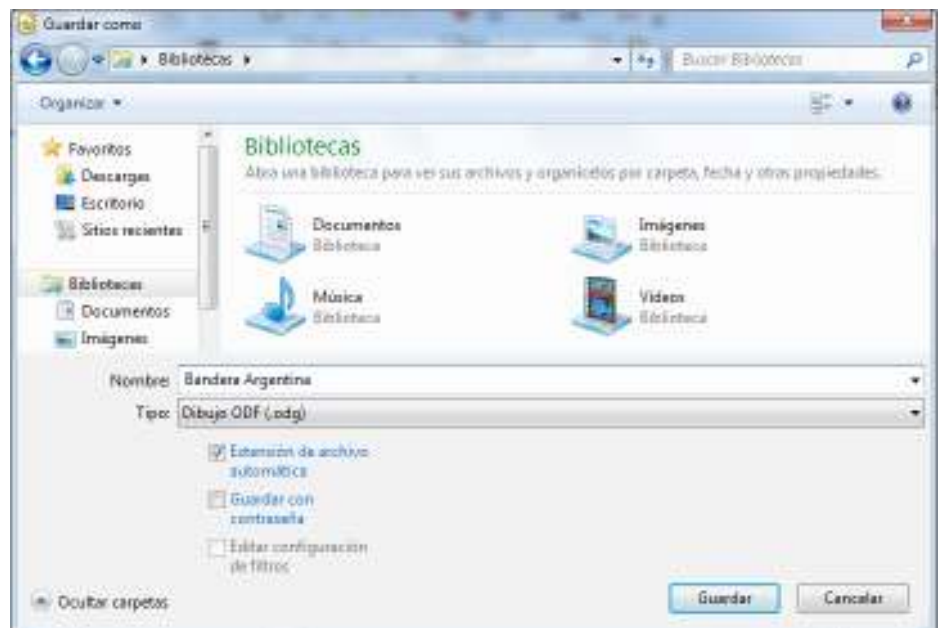 Guardar como
Bibliotecas
Buscar Bibliotecas
Organizar
Favoritos
Descargas
Escritorio
Sitios recientes
Bibliotecas
Documentos
Imágenes
Bibliotecas
Abra una biblioteca para ver sus archivos y organícelos por carpeta, fecha y otras propiedades.
Documentos
Biblioteca
Imágenes
Biblioteca
Música
Biblioteca
Vídeos
Biblioteca
Nombre: Bandera Argentina
Tipo: Dibujo ODF (.odg)
Extensión de archivo
automática
Guardar con
contraseña
Editar configuración
de filtros
Ocultar carpetas
Guardar
Cancelar